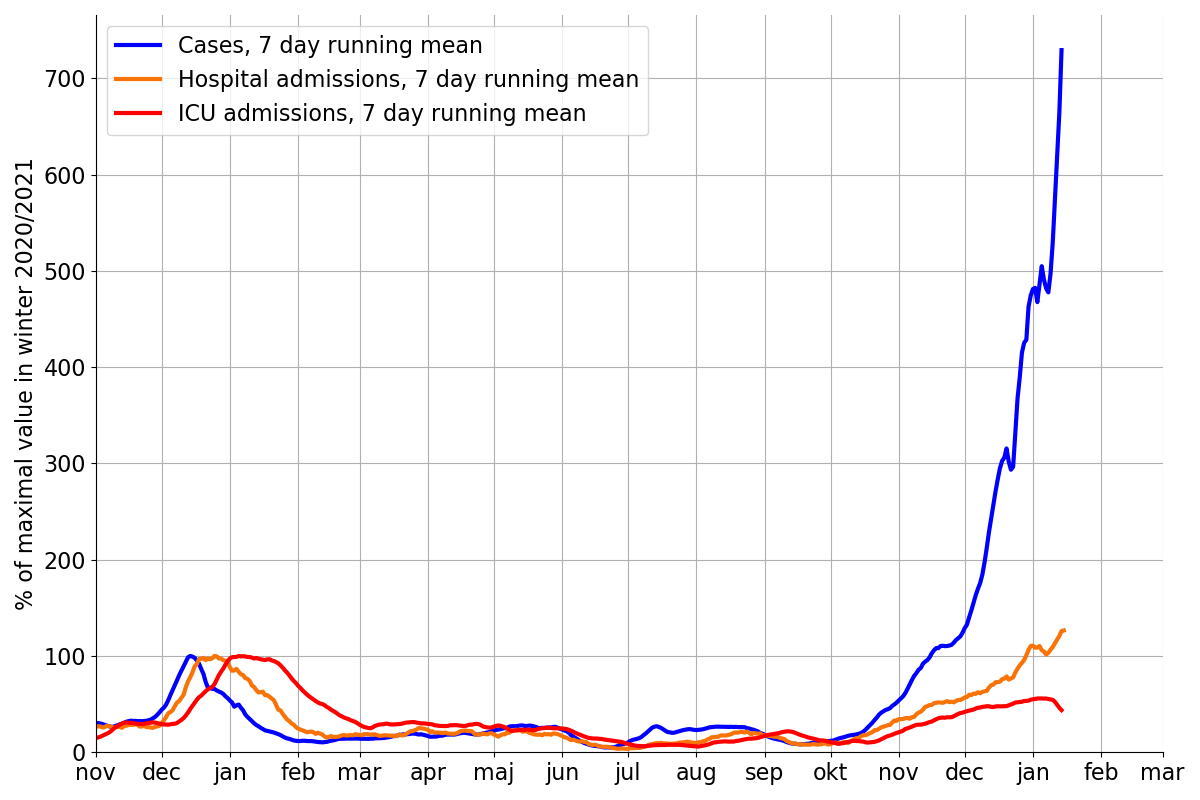 Cases, 7 day running mean
Hospital admissions, 7 day running mean
ICU admissions, 7 day running mean
% of maximal value in winter 2020/2021
700
600
500
400
300
200
100
0
nov dec jan feb mar apr maj jun jul aug sep okt nov dec jan feb mar